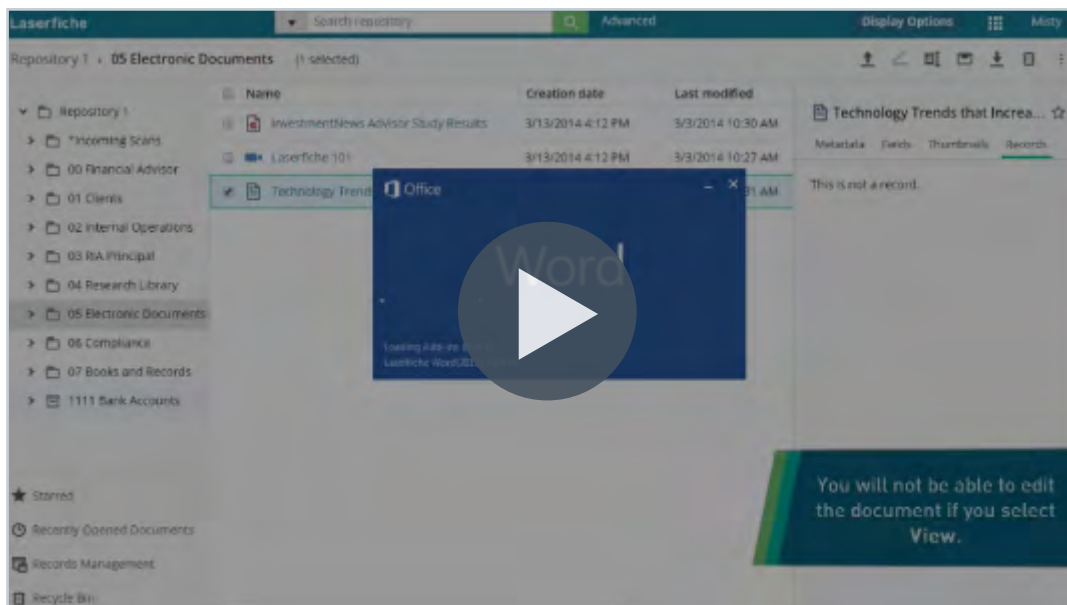 Laserfiche
Search repository
Advanced
Display Options
Misty
Repository 1 › 05 Electronic Documents (1 selected)
Name
Creation date
Last modified
InvestmentNews Advisor Study Results
3/13/2014 4:12 PM
3/3/2014 10:30 AM
Laserfiche 101
3/13/2014 4:12 PM
3/3/2014 10:27 AM
Technology Trend
31 AM
Repository 1
*Incoming Scans
00 Financial Advisor
01 Clients
02 Internal Operations
03 RIA Principal
04 Research Library
05 Electronic Documents
06 Compliance
07 Books and Records
1111 Bank Accounts
Starred
Recently Opened Documents
Records Management
Recycle Bin
Office
Word
Loading Add-ins
Laserfiche
Technology Trends that Increa...
Metadata Fields Thumbnails Records
This is not a record.
You will not be able to edit
the document if you select
View.